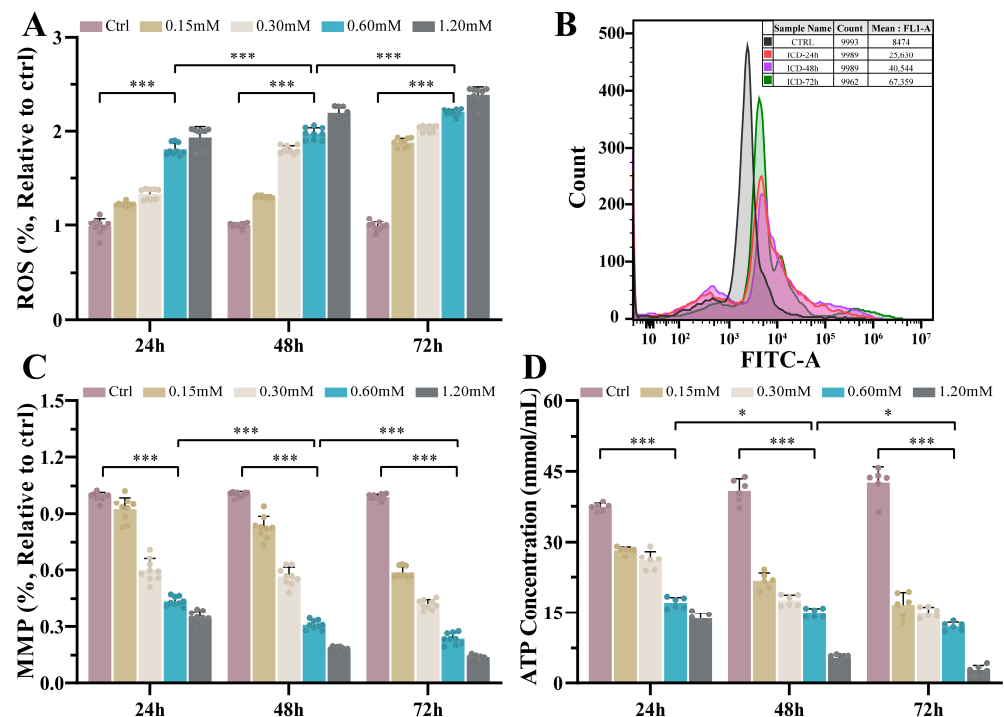 A
Ctrl 0.15mM 0.30mM 0.60mM 1.20mM
ROS (%, Relative to ctrl)
3
2
1
0
*** ***
*** *** ***
24h 48h 72h
B
Count
500
400
300
200
100
0
Sample Name Count Mean : FL1-A
CTRL 9993 8474
ICD-24h 9989 25,630
ICD-48h 9989 40,544
ICD-72h 9962 67,359
10 10² 10³ 10⁴ 10⁵ 10⁶ 10⁷
FITC-A
C
Ctrl 0.15mM 0.30mM 0.60mM 1.20mM
MMP (%, Relative to ctrl)
1.5
1.2
0.9
0.6
0.3
0.0
*** ***
*** *** ***
24h 48h 72h
D
Ctrl 0.15mM 0.30mM 0.60mM 1.20mM
ATP Concentration (mmol/mL)
60
45
30
15
0
* *
*** *** ***
24h 48h 72h